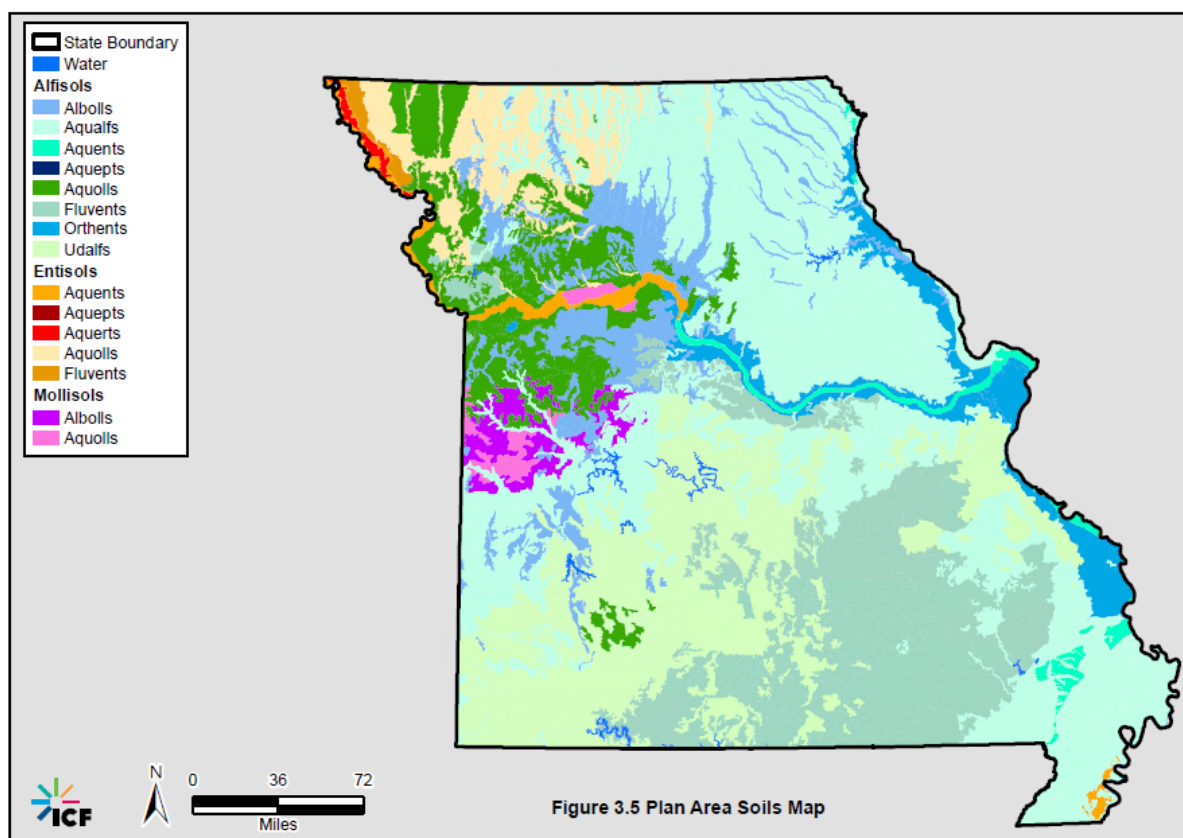 State Boundary
Water
Alfisols
Albolls
Aqualfs
Aquents
Aquepts
Aquolls
Fluvents
Orthents
Udalfs
Entisols
Aquents
Aquepts
Aquerts
Aquolls
Fluvents
Mollisols
Albolls
Aquolls
ICF
N
0 36 72
Miles
Figure 3.5 Plan Area Soils Map